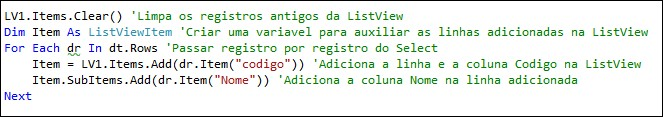 LV1.Items.Clear() 'Limpa os registros antigos da ListView
Dim Item As ListViewItem 'Criar uma variavel para auxiliar as linhas adicionadas na ListView
For Each dr In dt.Rows 'Passar registro por registro do Select
    Item = LV1.Items.Add(dr.Item("codigo")) 'Adiciona a linha e a coluna Codigo na ListView
    Item.SubItems.Add(dr.Item("Nome")) 'Adiciona a coluna Nome na linha adicionada
Next